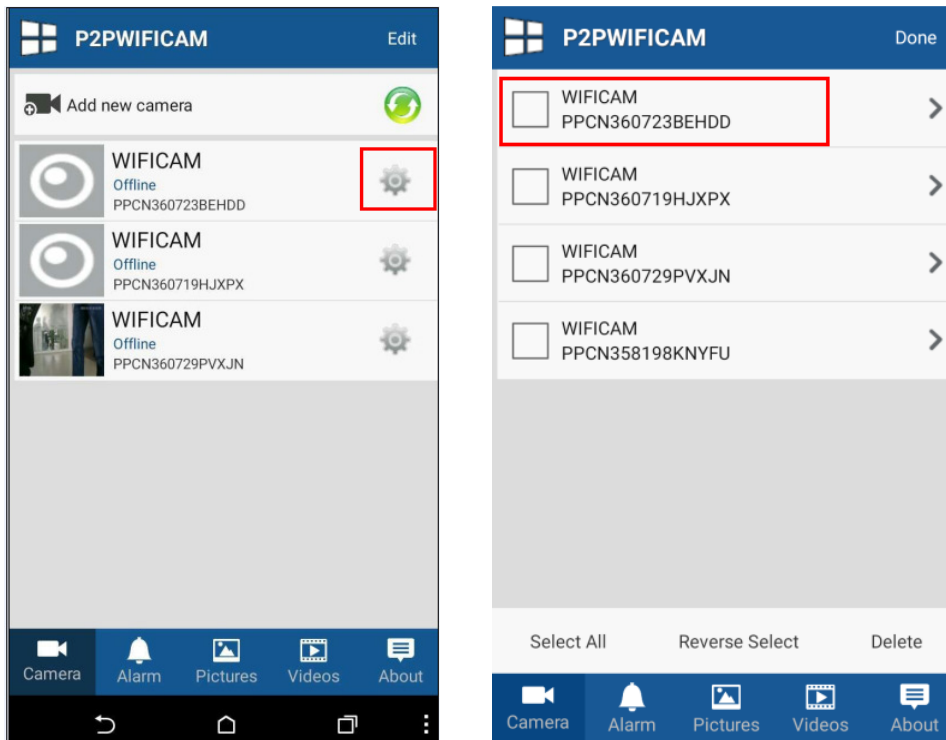 P2PWIFICAM
Edit
Add new camera
WIFICAM
Offline
PPCN360723BEHDD
WIFICAM
Offline
PPCN360719HJXPX
WIFICAM
Offline
PPCN360729PVXJN
Camera
Alarm
Pictures
Videos
About
P2PWIFICAM
Done
WIFICAM
PPCN360723BEHDD
WIFICAM
PPCN360719HJXPX
WIFICAM
PPCN360729PVXJN
WIFICAM
PPCN358198KNYFU
Select All
Reverse Select
Delete
Camera
Alarm
Pictures
Videos
About